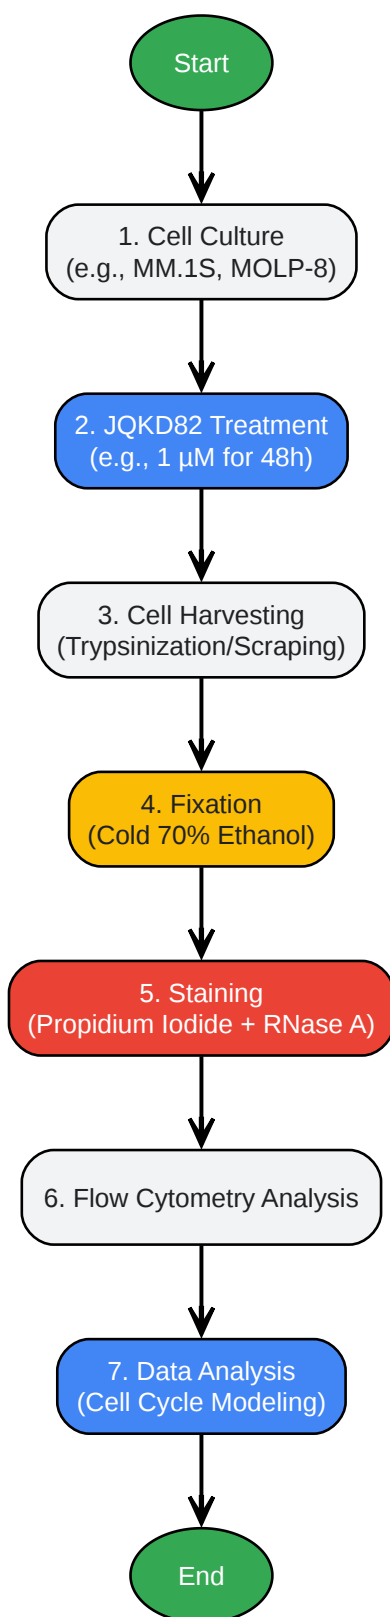 Start
1. Cell Culture
(e.g., MM.1S, MOLP-8)
2. JQKD82 Treatment
(e.g., 1 µM for 48h)
3. Cell Harvesting
(Trypsinization/Scraping)
4. Fixation
(Cold 70% Ethanol)
5. Staining
(Propidium Iodide + RNase A)
6. Flow Cytometry Analysis
7. Data Analysis
(Cell Cycle Modeling)
End